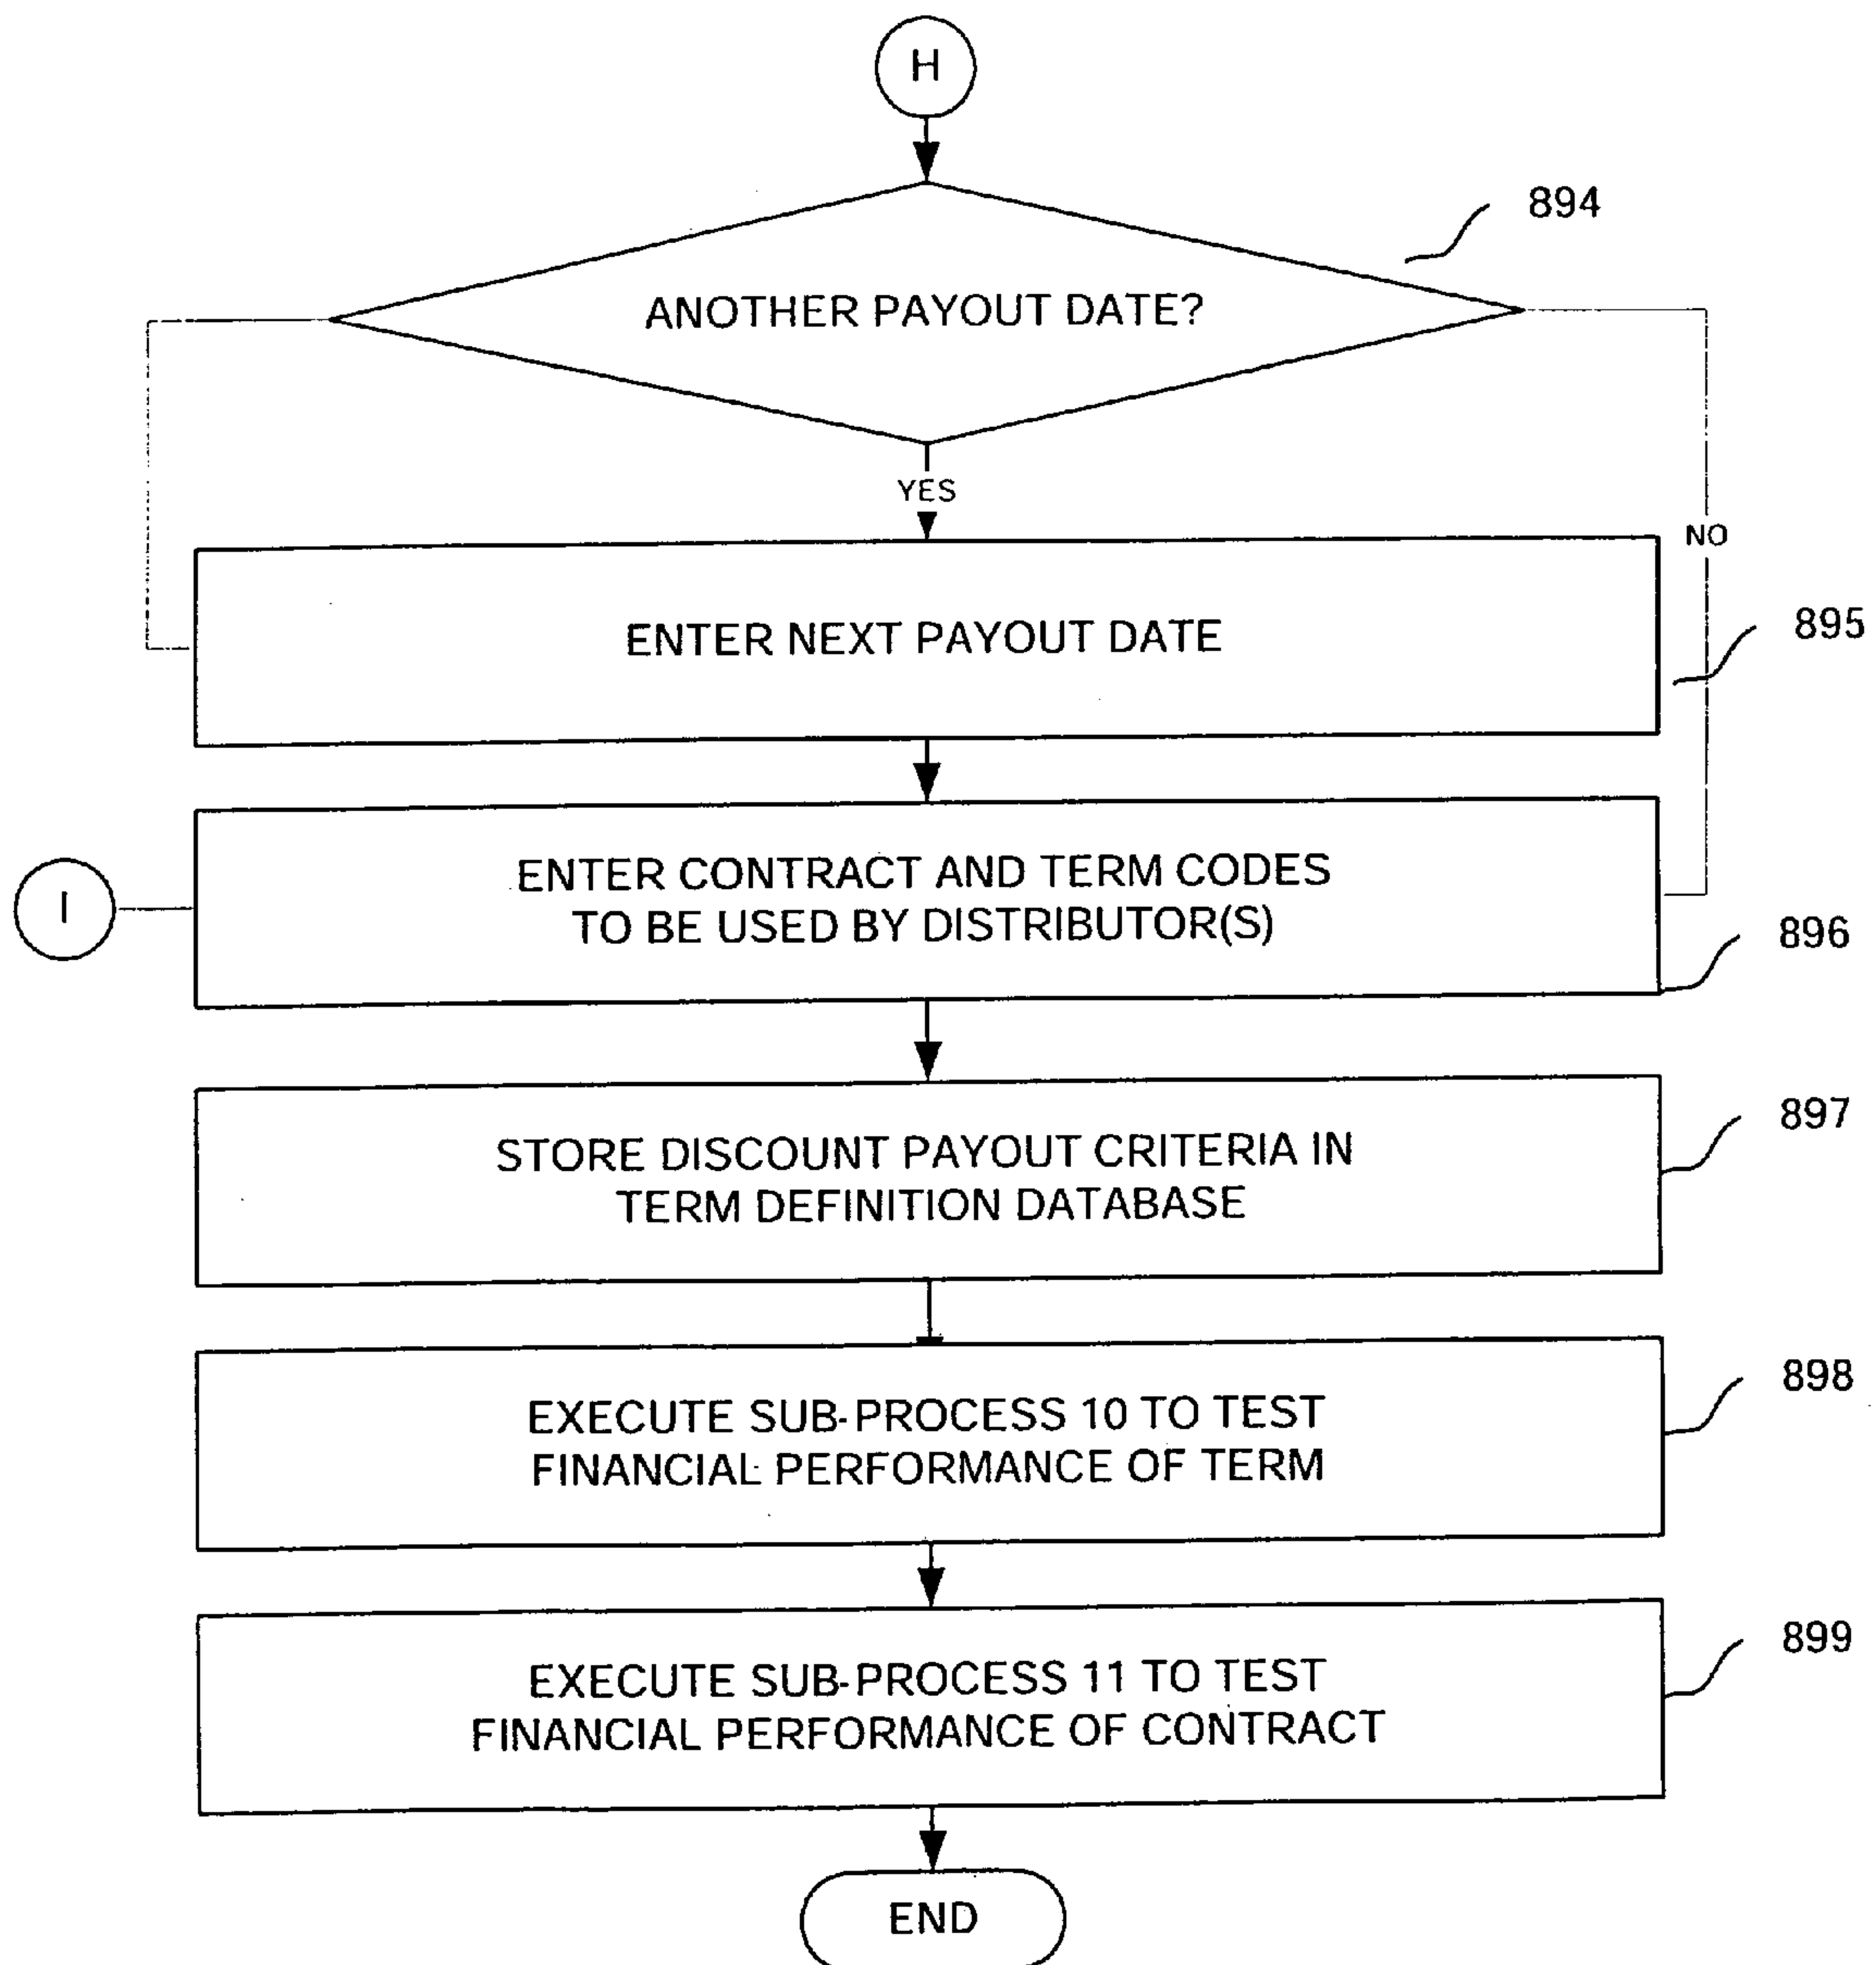 H
894
ANOTHER PAYOUT DATE?
YES
NO
ENTER NEXT PAYOUT DATE
895
I
ENTER CONTRACT AND TERM CODES
TO BE USED BY DISTRIBUTOR(S)
896
STORE DISCOUNT PAYOUT CRITERIA IN
TERM DEFINITION DATABASE
897
EXECUTE SUB-PROCESS 10 TO TEST
FINANCIAL PERFORMANCE OF TERM
898
EXECUTE SUB-PROCESS 11 TO TEST
FINANCIAL PERFORMANCE OF CONTRACT
899
END